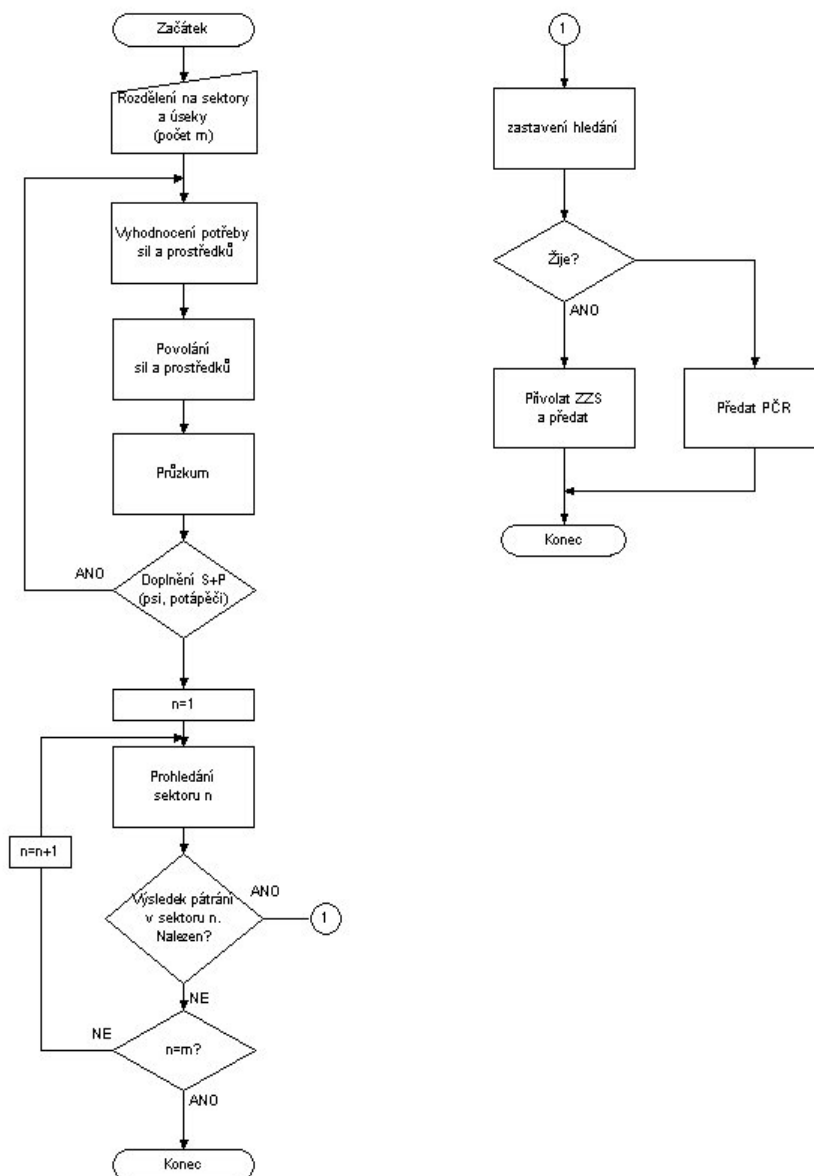 Začátek
Rozdělení na sektory
a úseky
(počet m)
Vyhodnocení potřeby
sil a prostředků
Povolání
sil a prostředků
Průzkum
ANO
Doplnění S+P
(psi, potápěči)
n=1
Prohledání
sektoru n
n=n+1
Výsledek pátrání
v sektoru n.
Nalezen?
ANO
1
NE
NE
n=m?
ANO
Konec
1
zastavení hledání
Žije?
ANO
Přivolat ZZS
a předat
Předat PČR
Konec